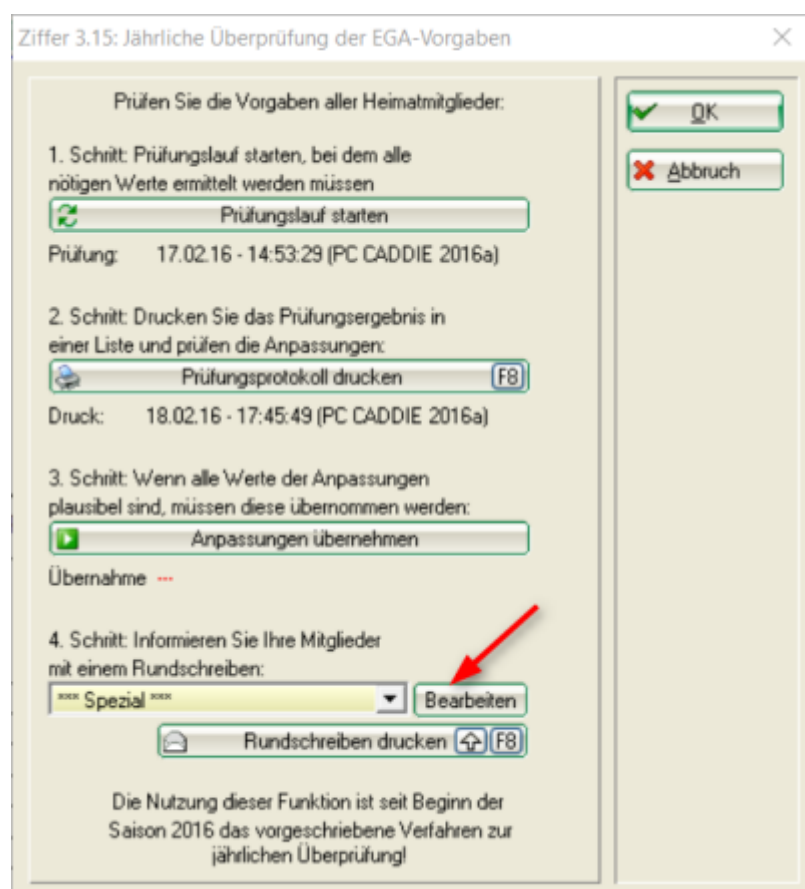 Ziffer 3.15: Jährliche Überprüfung der EGA-Vorgaben
Prüfen Sie die Vorgaben aller Heimatmitglieder:
OK
1. Schritt: Prüfungslauf starten, bei dem alle
nötigen Werte ermittelt werden müssen
Abbruch
Prüfungslauf starten
Prüfung: 17.02.16 - 14:53:29 (PC CADDIE 2016a)
2. Schritt: Drucken Sie das Prüfungsergebnis in
einer Liste und prüfen die Anpassungen:
Prüfungsprotokoll drucken F8
Druck: 18.02.16 - 17:45:49 (PC CADDIE 2016a)
3. Schritt: Wenn alle Werte der Anpassungen
plausibel sind, müssen diese übernommen werden:
Anpassungen übernehmen
Übernahme ---
4. Schritt: Informieren Sie Ihre Mitglieder
mit einem Rundschreiben:
*** Spezial *** Bearbeiten
Rundschreiben drucken F8
Die Nutzung dieser Funktion ist seit Beginn der
Saison 2016 das vorgeschriebene Verfahren zur
jährlichen Überprüfung!